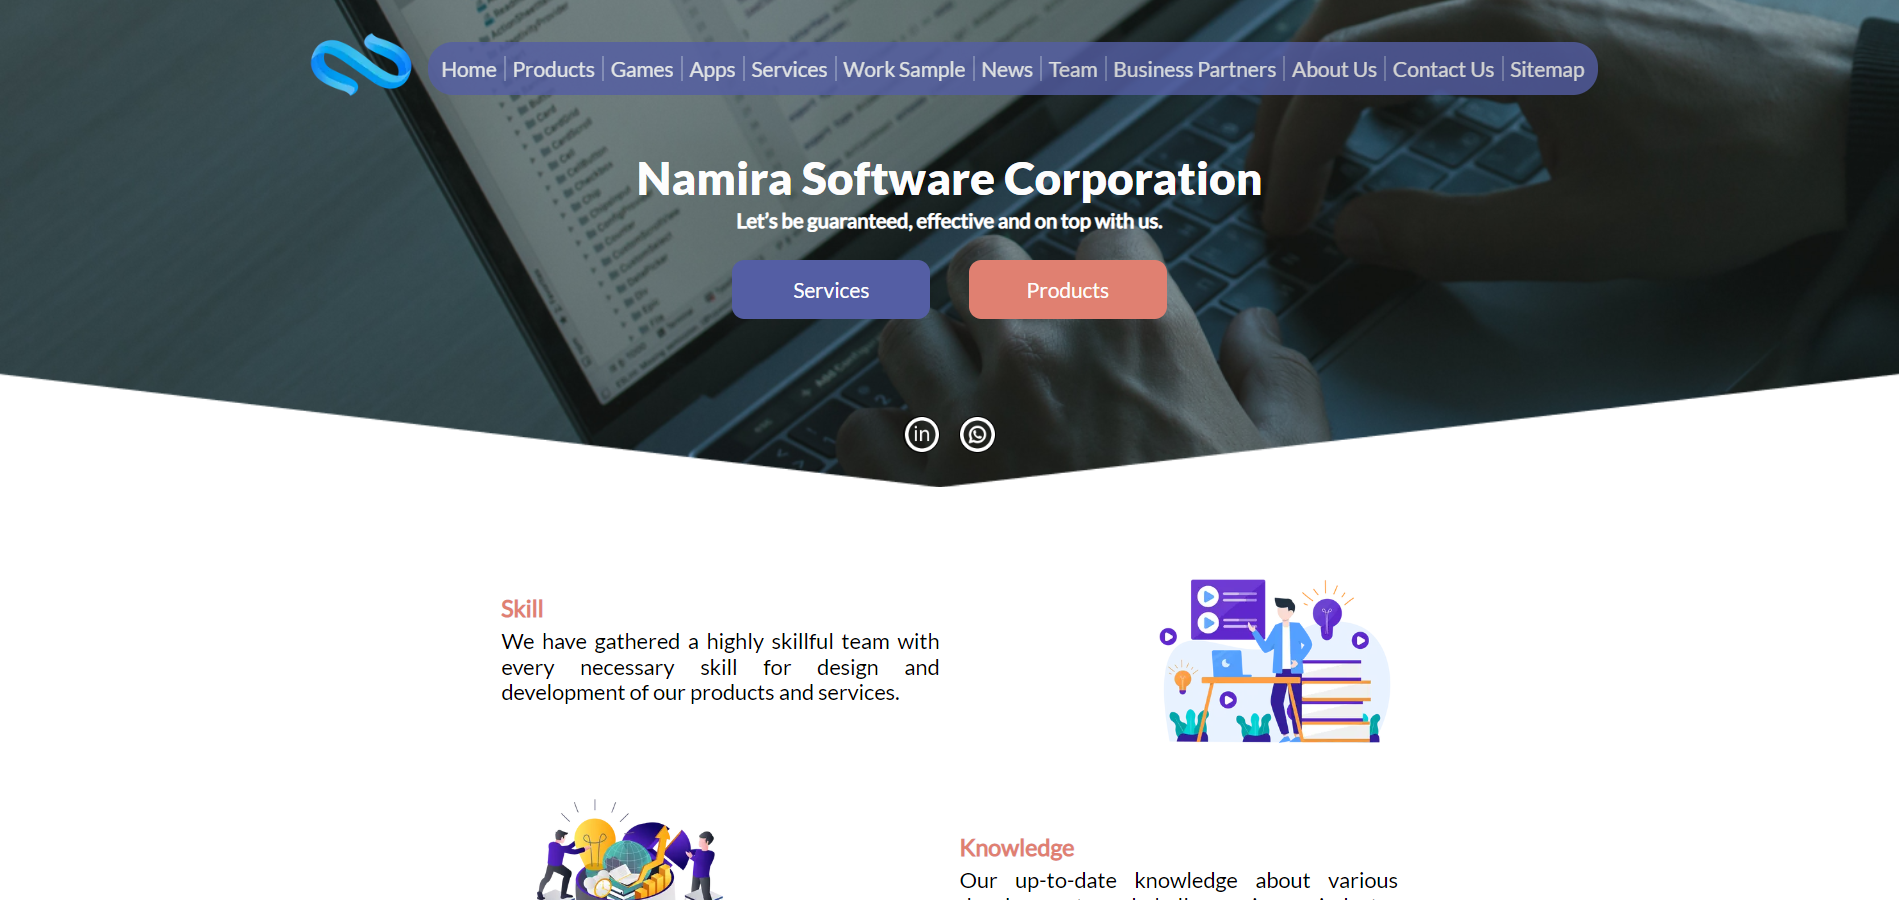 Home Products Games Apps Services Work Sample News Team Business Partners About Us Contact Us Sitemap
Namira Software Corporation
Let's be guaranteed, effective and on top with us.
Services Products
in
Skill
We have gathered a highly skillful team with
every necessary skill for design and
development of our products and services.
Knowledge
Our up-to-date knowledge about various